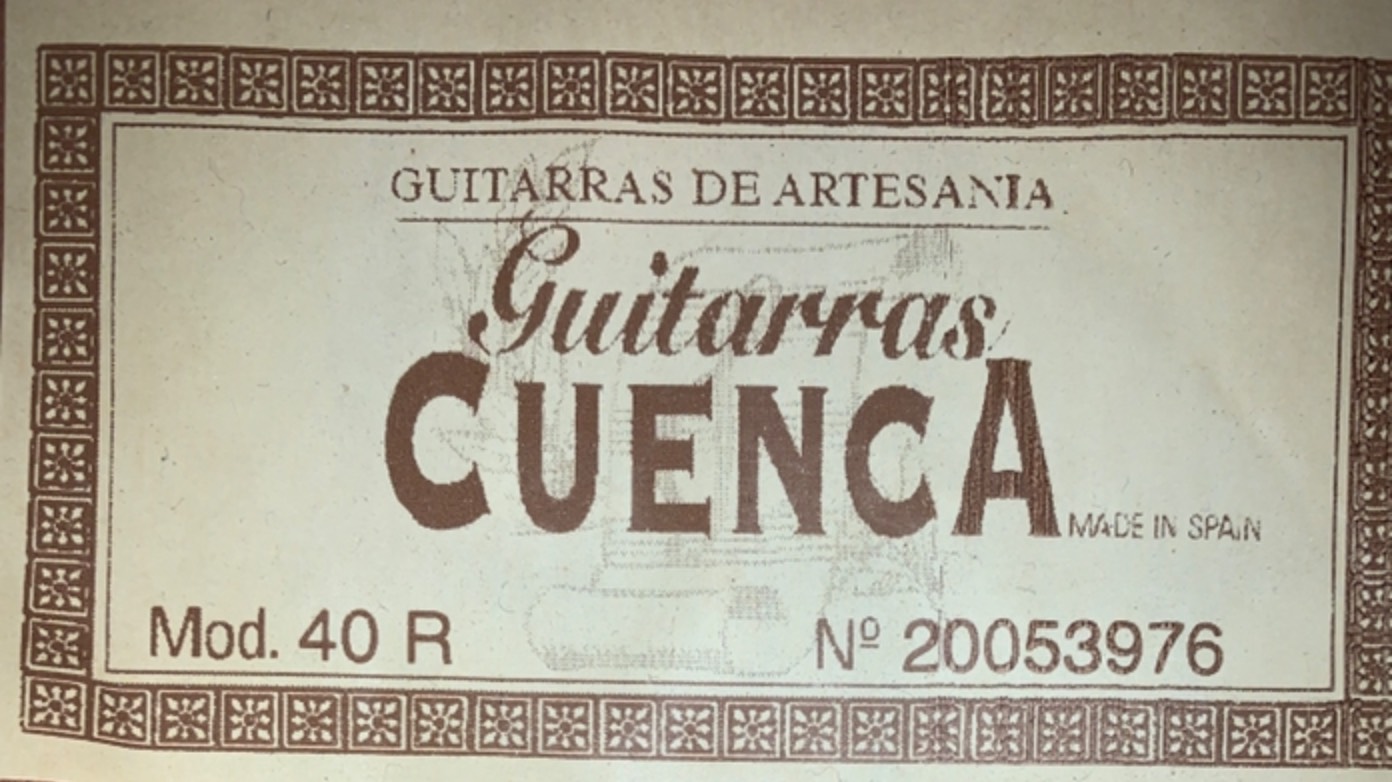 GUITARRAS DE ARTESANIA
Guitarras
CUENCA
MADE IN SPAIN
Mod. 40 R
Nº 20053976